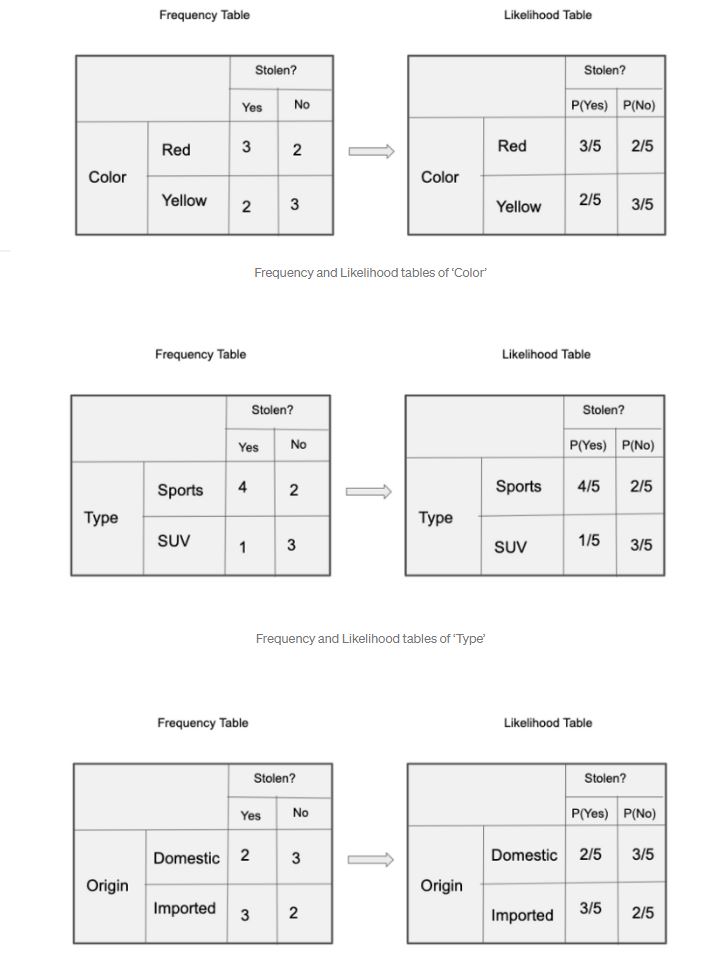 Frequency Table Likelihood Table
Stolen? Stolen?
Yes No P(Yes) P(No)
Red 3 2 Red 3/5 2/5
Color Color
Yellow 2 3 Yellow 2/5 3/5
Frequency and Likelihood tables of 'Color'
Frequency Table Likelihood Table
Stolen? Stolen?
Yes No P(Yes) P(No)
Sports 4 2 Sports 4/5 2/5
Type Type
SUV 1 3 SUV 1/5 3/5
Frequency and Likelihood tables of 'Type'
Frequency Table Likelihood Table
Stolen? Stolen?
Yes No P(Yes) P(No)
Domestic 2 3 Domestic 2/5 3/5
Origin Origin
Imported 3 2 Imported 3/5 2/5